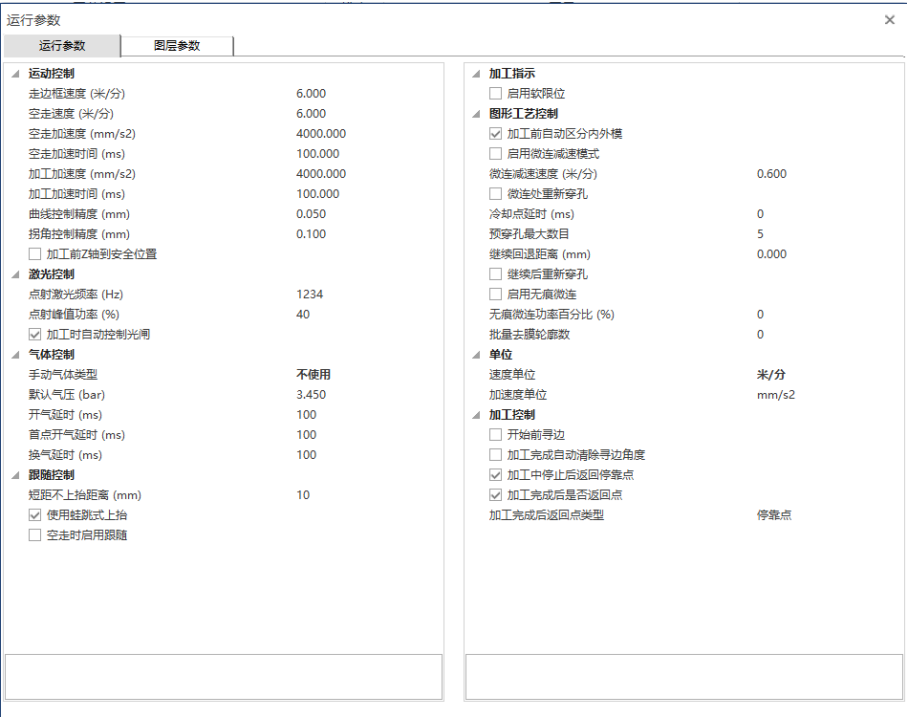 运行参数
运行参数 图层参数
运动控制
走边框速度 (米/分) 6.000
空走速度 (米/分) 6.000
空走加速度 (mm/s2) 4000.000
空走加速时间 (ms) 100.000
加工加速度 (mm/s2) 4000.000
加工加速时间 (ms) 100.000
曲线控制精度 (mm) 0.050
拐角控制精度 (mm) 0.100
加工前Z轴到安全位置
激光控制
点射激光频率 (Hz) 1234
点射峰值功率 (%) 40
加工时自动控制光闸
气体控制
手动气体类型 不使用
默认气压 (bar) 3.450
开气延时 (ms) 100
首点开气延时 (ms) 100
换气延时 (ms) 100
跟随控制
短距不上抬距离 (mm) 10
使用蛙跳式上抬
空走时启用跟随
加工指示
启用软限位
图形工艺控制
加工前自动区分内外模
启用微连减速模式
微连减速速度 (米/分) 0.600
微连处重新穿孔
冷却点延时 (ms) 0
预穿孔最大数目 5
继续回退距离 (mm) 0.000
继续后重新穿孔
启用无痕微连
无痕微连功率百分比 (%) 0
批量去膜轮廓数 0
单位
速度单位 米/分
加速度单位 mm/s2
加工控制
开始前寻边
加工完成自动清除寻边角度
加工中停止后返回停靠点
加工完成后是否返回点
加工完成后返回点类型 停靠点